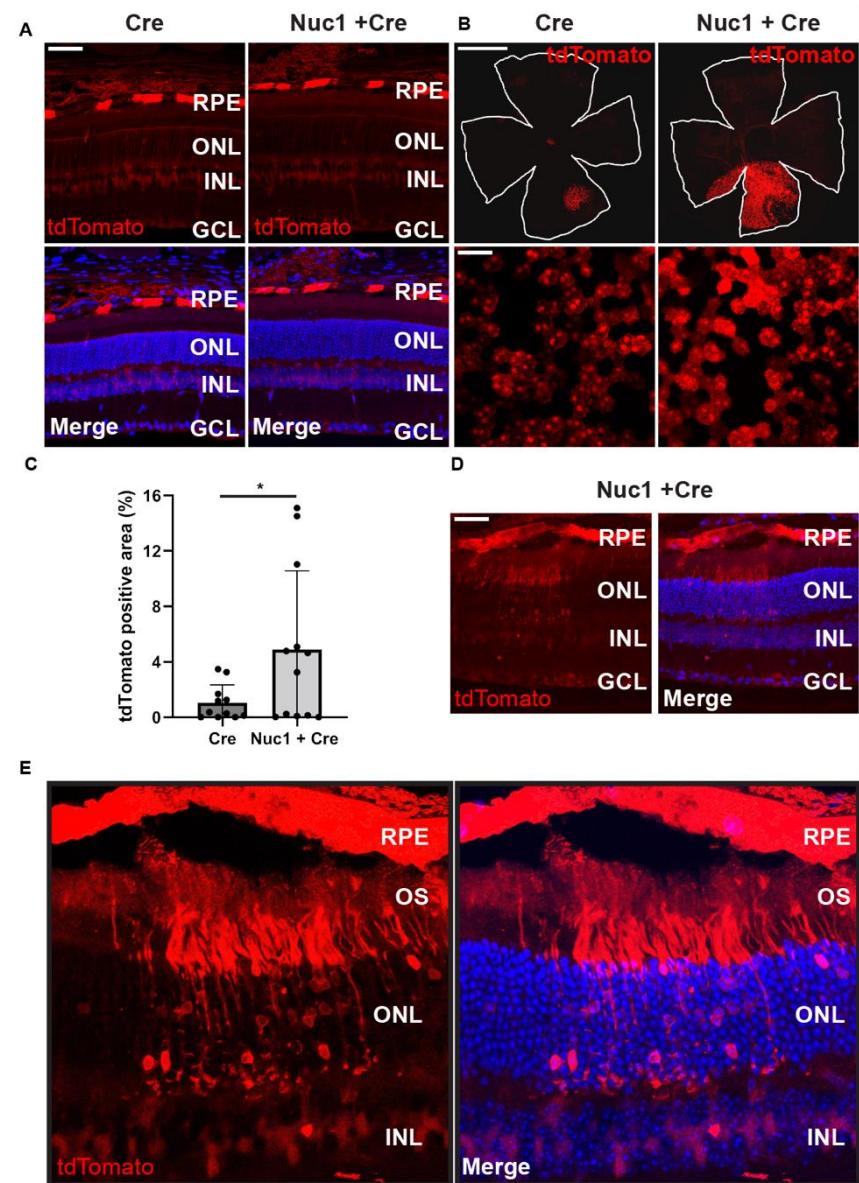 A
Cre
Nuc1 +Cre
RPE
ONL
INL
GCL
tdTomato
RPE
ONL
INL
GCL
tdTomato
RPE
ONL
INL
GCL
Merge
RPE
ONL
INL
GCL
Merge
B
Cre
Nuc1 + Cre
tdTomato
tdTomato
C
tdTomato positive area (%)
16
12
8
4
0
*
Cre
Nuc1 + Cre
D
Nuc1 +Cre
RPE
ONL
INL
GCL
tdTomato
RPE
ONL
INL
GCL
Merge
E
RPE
OS
ONL
INL
tdTomato
RPE
OS
ONL
INL
Merge